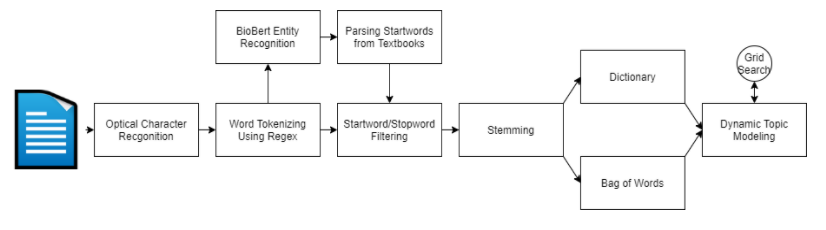 BioBert Entity
Recognition
Parsing Startwords
from Textbooks
Grid
Search
Dictionary
Optical Character
Recgonition
Word Tokenizing
Using Regex
Startword/Stopword
Filtering
Stemming
Dynamic Topic
Modeling
Bag of Words